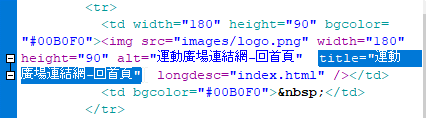 <tr>
<td width="180" height="90" bgcolor=
"#00B0F0"><img src="images/logo.png" width="180"
height="90" alt="運動廣場連結網-回首頁" title="運動
廣場連結網-回首頁" longdesc="index.html" /></td>
<td bgcolor="#00B0F0">&nbsp;</td>
</tr>